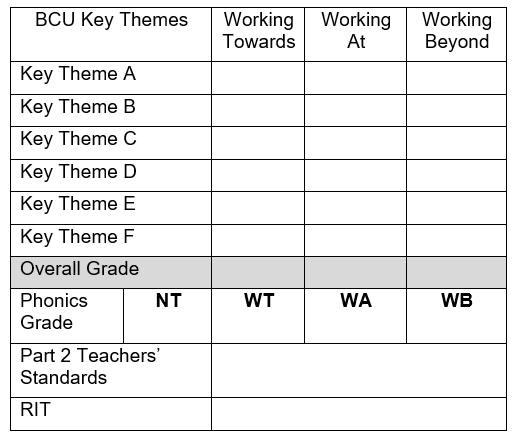 BCU Key Themes Working Towards Working At Working Beyond
Key Theme A
Key Theme B
Key Theme C
Key Theme D
Key Theme E
Key Theme F
Overall Grade
Phonics Grade NT WT WA WB
Part 2 Teachers’ Standards
RIT